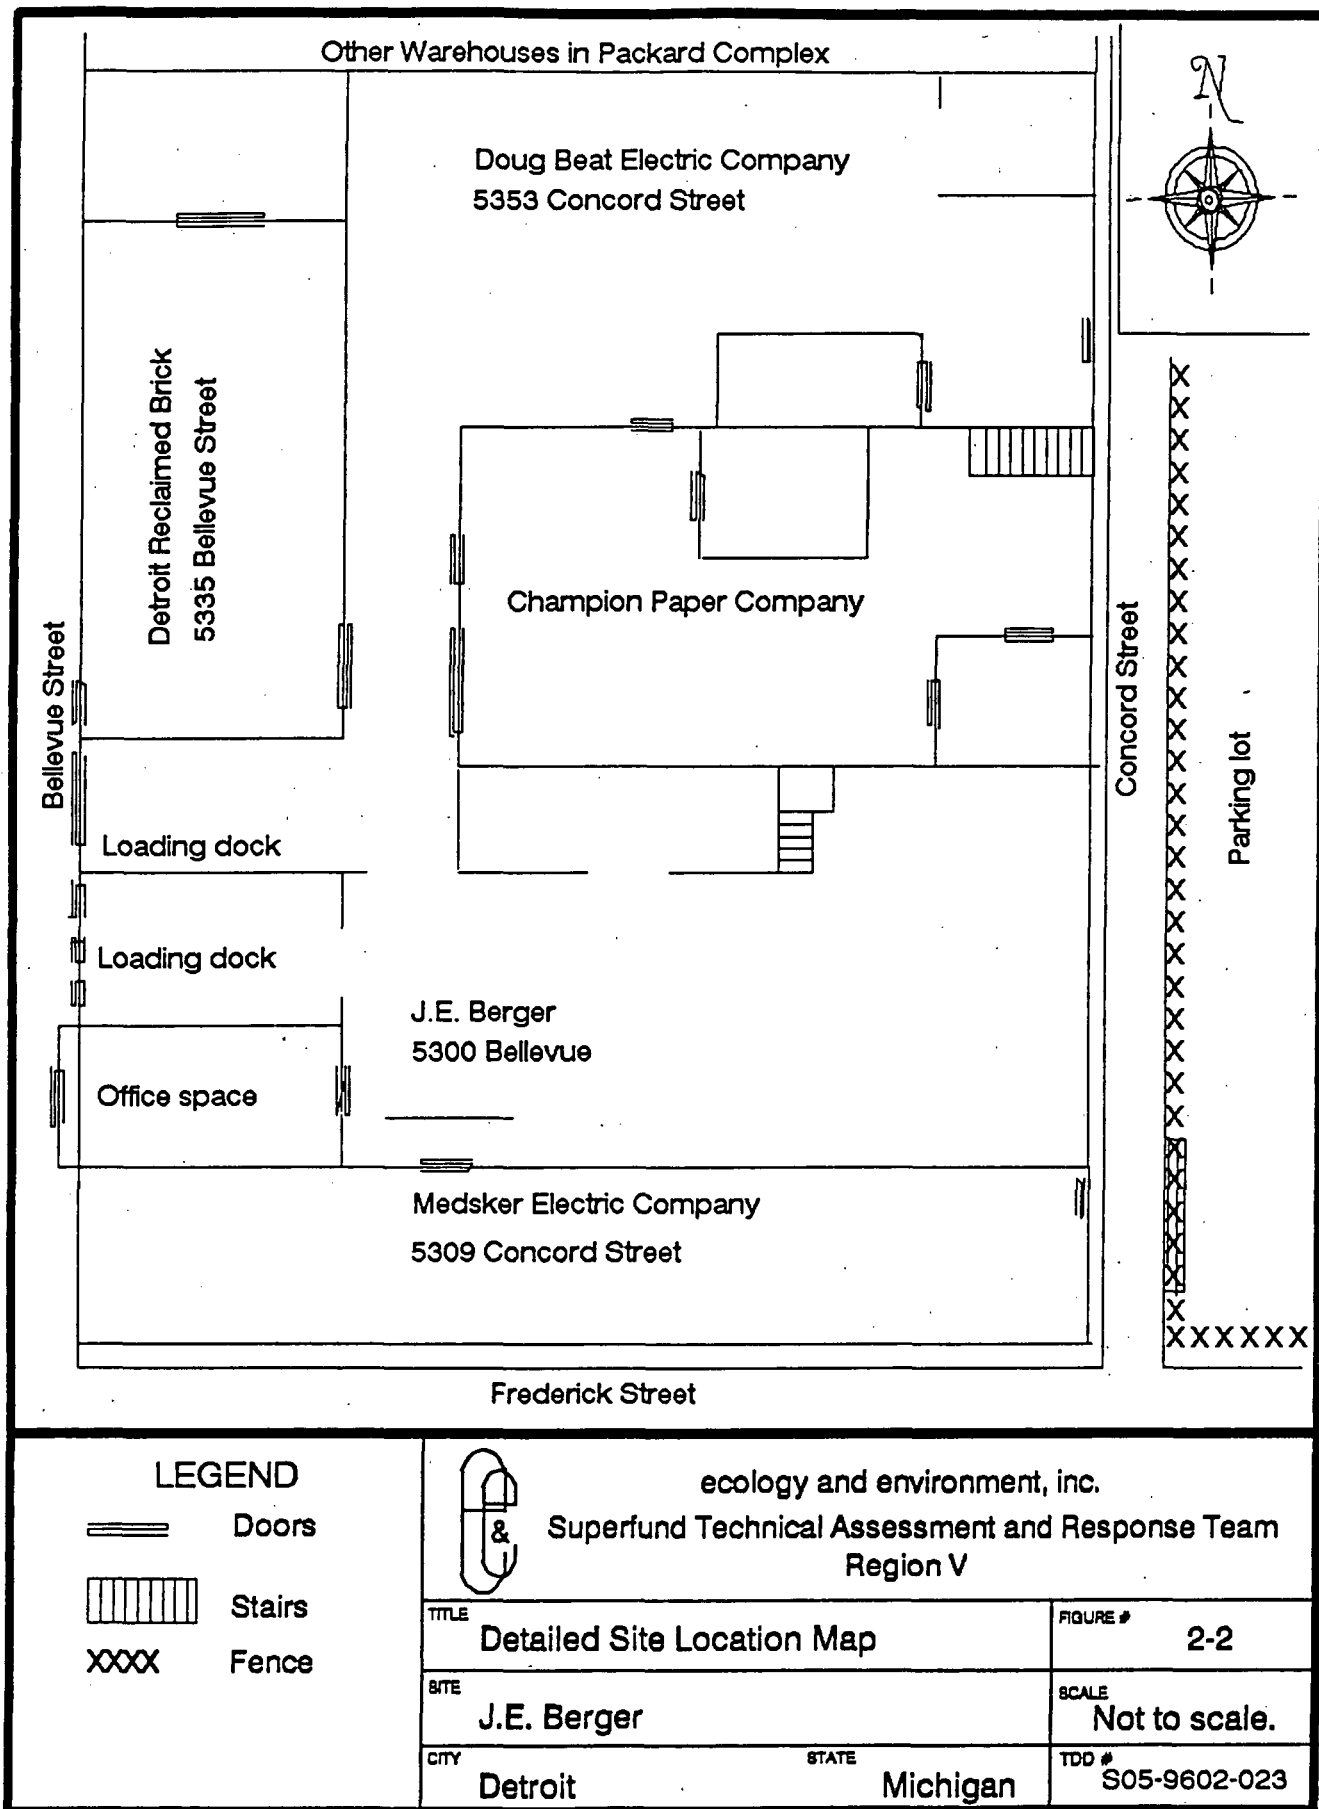 Other Warehouses in Packard Complex
N
Doug Beat Electric Company
5353 Concord Street
Detroit Reclaimed Brick
5335 Bellevue Street
Champion Paper Company
Bellevue Street
Concord Street
Parking lot
Loading dock
Loading dock
J.E. Berger
5300 Bellevue
Office space
Medsker Electric Company
5309 Concord Street
XXXXXX
Frederick Street
LEGEND
Doors
Stairs
XXXX Fence
&
ecology and environment, inc.
Superfund Technical Assessment and Response Team
Region V
TITLE
Detailed Site Location Map
FIGURE #
2-2
SITE
J.E. Berger
SCALE
Not to scale.
CITY
Detroit
STATE
Michigan
TDD #
S05-9602-023